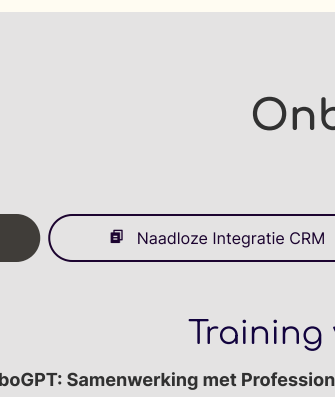 Onb
Naadloze Integratie CRM
Training
boGPT: Samenwerking met Profession